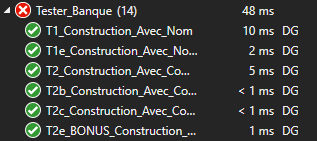 Tester_Banque (14) 48 ms
T1_Construction_Avec_Nom 10 ms DG
T1e_Construction_Avec_No... 2 ms DG
T2_Construction_Avec_Co... 5 ms DG
T2b_Construction_Avec_Co... < 1 ms DG
T2c_Construction_Avec_Co... < 1 ms DG
T2e_BONUS_Construction_... 1 ms DG